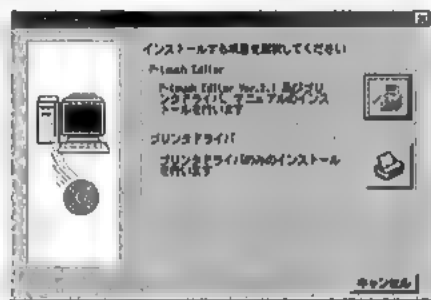 インストールする項目を選択してください
P-touch Editor
P-touch Editor Ver.3.1 及びプリ
ンタドライバ、マニュアルのインス
トールを行います
プリンタドライバ
プリンタドライバのみのインストール
を行います
キャンセル